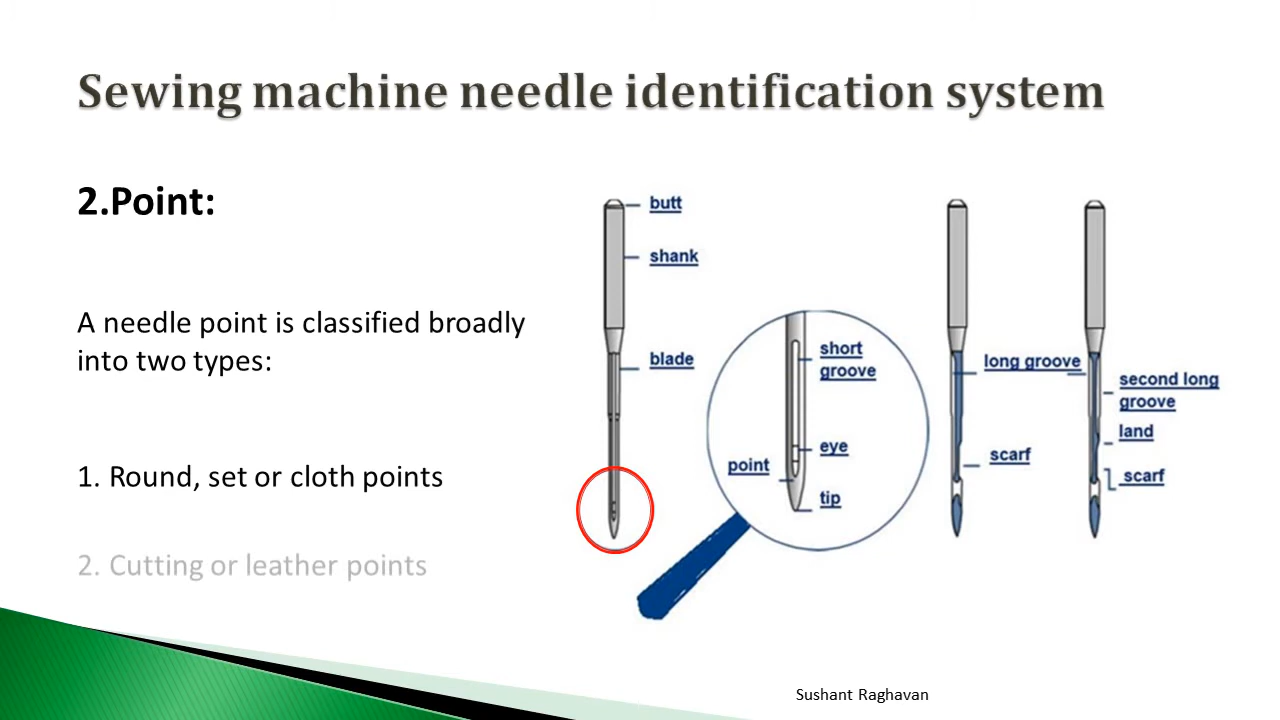 Sewing machine needle identification system
2.Point:
A needle point is classified broadly
into two types:
1. Round, set or cloth points
2. Cutting or leather points
butt
shank
blade
short
groove
eye
point
tip
long groove
scarf
second long
groove
land
scarf
Sushant Raghavan